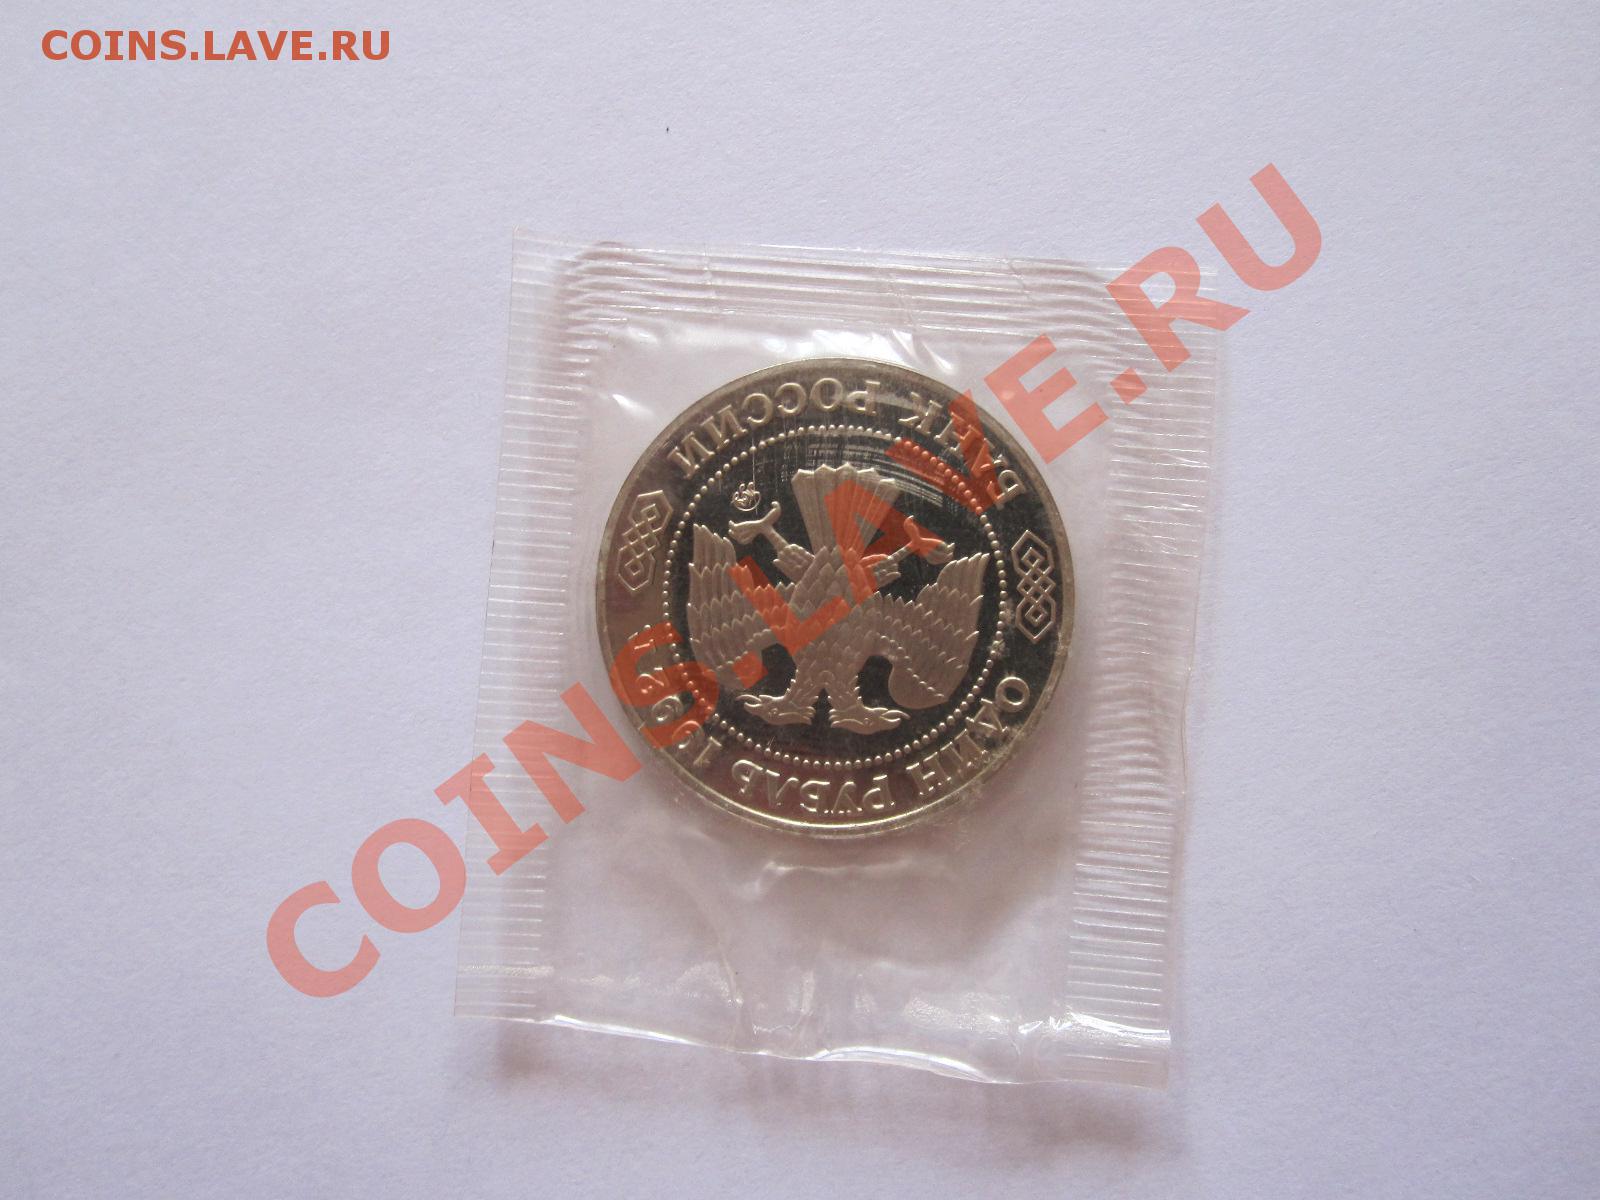 COINS.LAVE.RU
COINS.LAVE.RU
БАНК РОССИИ
ОДИН РУБЛЬ